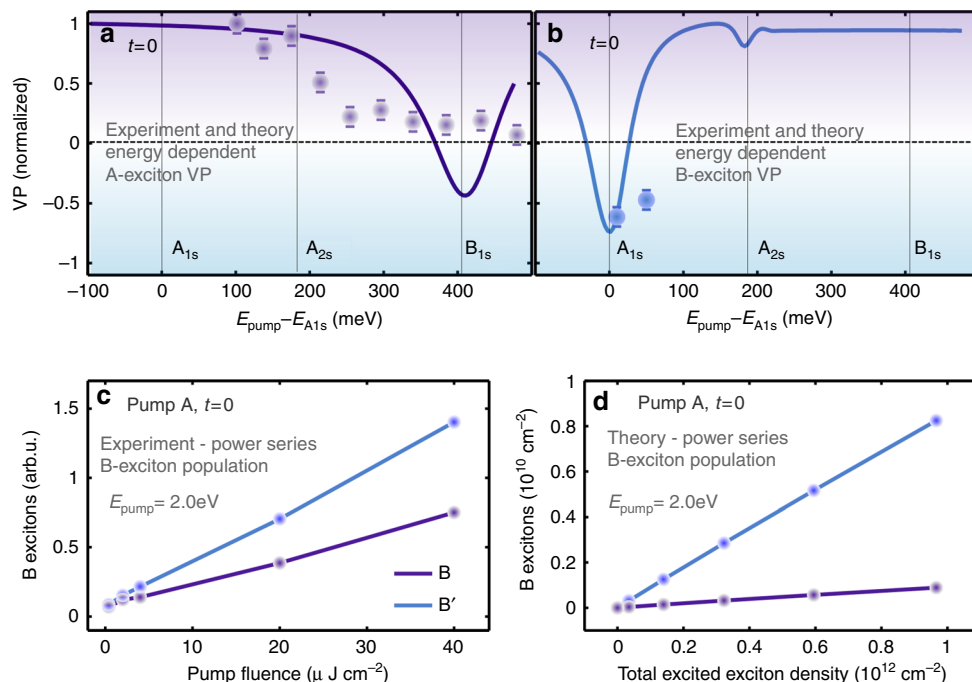 a
t=0
1
0.5
0
−0.5
−1
VP (normalized)
Experiment and theory
energy dependent
A-exciton VP
A1s
A2s
B1s
−100
0
100
200
300
400
Epump−EA1s (meV)
b
t=0
Experiment and theory
energy dependent
B-exciton VP
A1s
A2s
B1s
0
100
200
300
400
Epump−EA1s (meV)
c
Pump A, t=0
Experiment - power series
B-exciton population
Epump= 2.0eV
B excitons (arb.u.)
1.5
1
0.5
0
B
B′
0
10
20
30
40
Pump fluence (μ J cm−2)
d
Pump A, t=0
Theory - power series
B-exciton population
Epump= 2.0eV
B excitons (10^10 cm−2)
1
0.8
0.6
0.4
0.2
0
0
0.2
0.4
0.6
0.8
1
Total excited exciton density (10^12 cm−2)